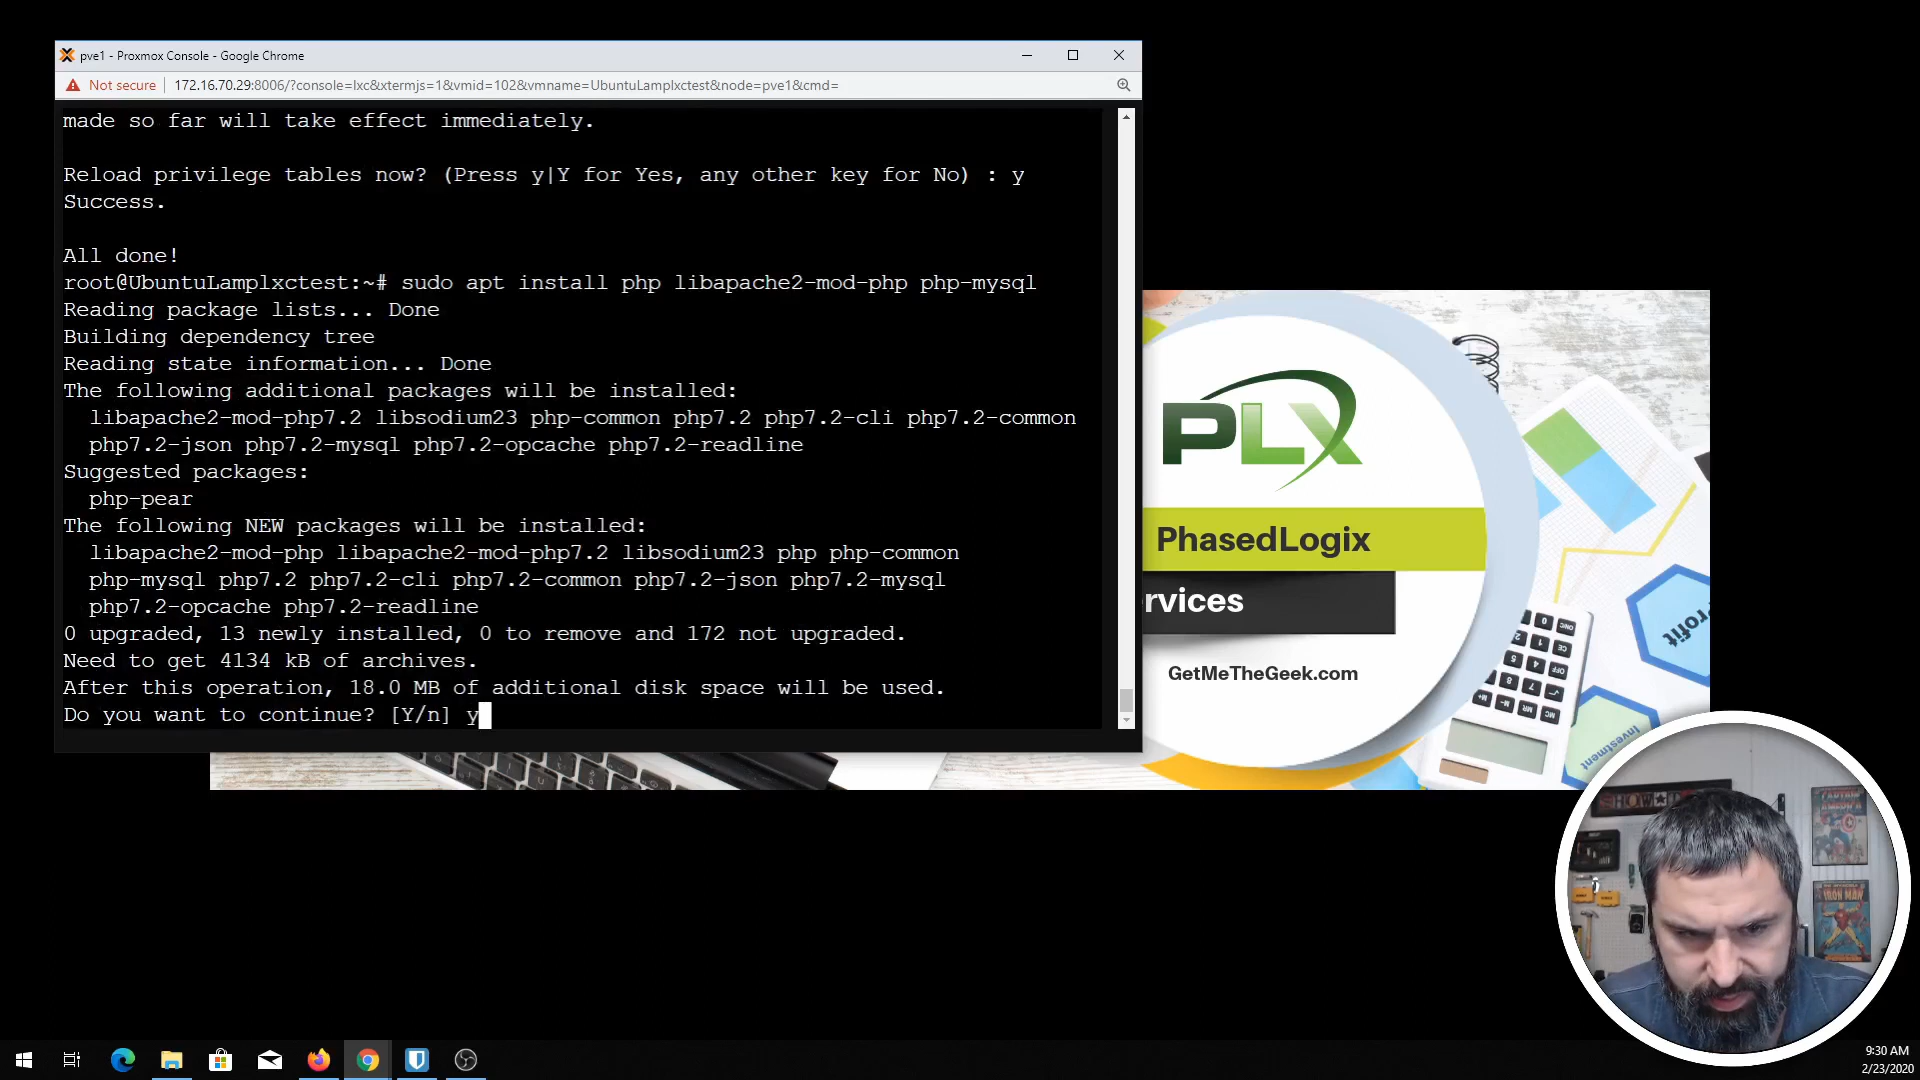 pve1 - Proxmox Console - Google Chrome
Not secure | 172.16.70.29:8006/?console=lxc&xtermjs=1&vmid=102&vmname=UbuntuLamplxctest&node=pve1&cmd=
made so far will take effect immediately.
Reload privilege tables now? (Press y|Y for Yes, any other key for No) : y
Success.
All done!
root@UbuntuLamplxctest:~# sudo apt install php libapache2-mod-php php-mysql
Reading package lists... Done
Building dependency tree
Reading state information... Done
The following additional packages will be installed:
libapache2-mod-php7.2 libsodium23 php-common php7.2 php7.2-cli php7.2-common
php7.2-json php7.2-mysql php7.2-opcache php7.2-readline
Suggested packages:
php-pear
The following NEW packages will be installed:
libapache2-mod-php libapache2-mod-php7.2 libsodium23 php php-common
php-mysql php7.2 php7.2-cli php7.2-common php7.2-json php7.2-mysql
php7.2-opcache php7.2-readline
0 upgraded, 13 newly installed, 0 to remove and 172 not upgraded.
Need to get 4134 kB of archives.
After this operation, 18.0 MB of additional disk space will be used.
Do you want to continue? [Y/n] y
PLX
PhasedLogix
rvices
GetMeTheGeek.com
Profit
Investment
CAPTAIN AMERICA
IRON MAN
9:30 AM
2/23/2020